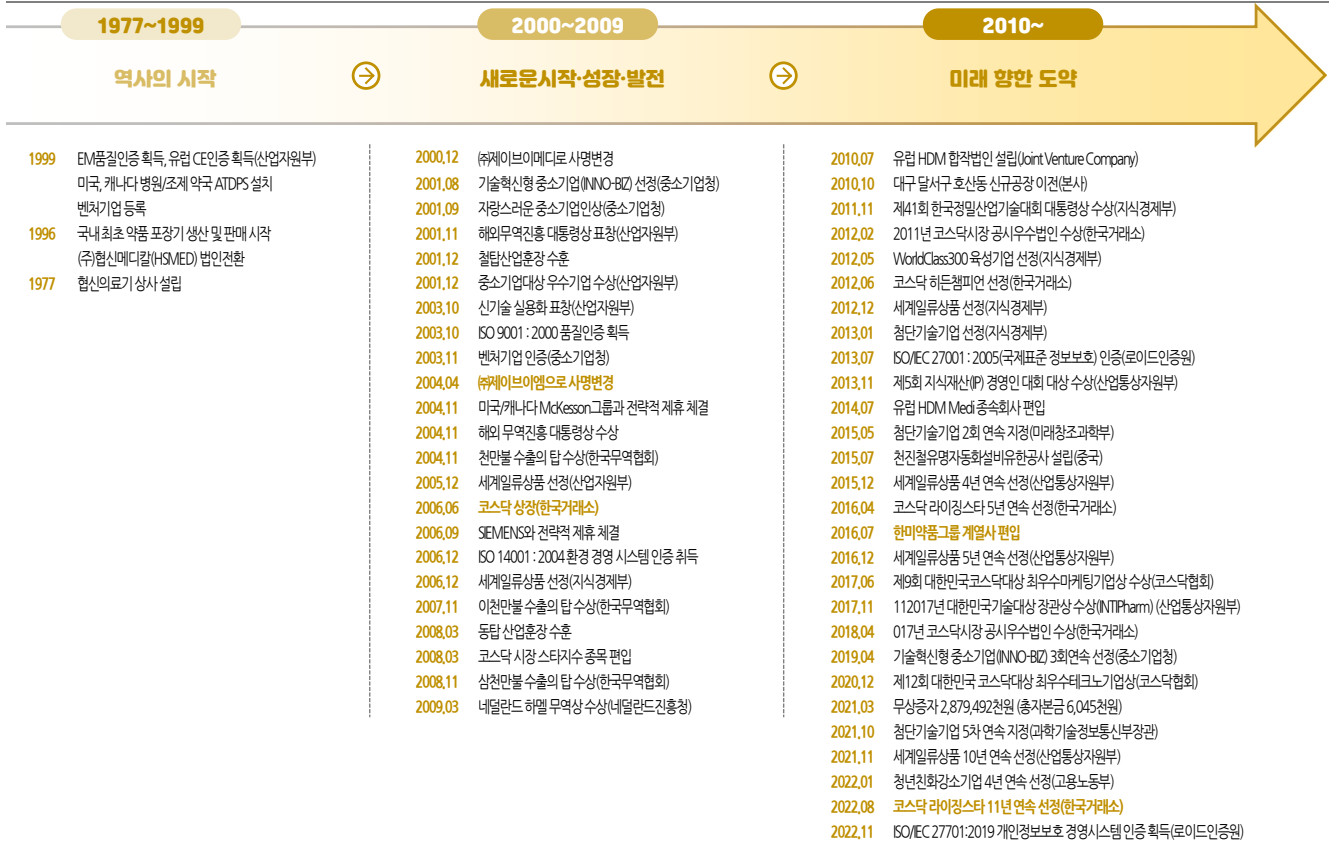 1977~1999
역사의 시작
1999 EM품질인증 획득, 유럽 CE인증 획득(산업자원부)
미국, 캐나다 병원/조제 약국 ATDPS 설치
벤처기업 등록
1996 국내 최초 약품 포장기 생산 및 판매 시작
(주)협신메디칼(HSMED) 법인전환
1977 협신의료기 상사 설립
2000~2009
새로운시작·성장·발전
2000.12 ㈜제이브이메디로 사명변경
2001.08 기술혁신형 중소기업(INNO-BIZ) 선정(중소기업청)
2001.09 자랑스러운 중소기업인상(중소기업청)
2001.11 해외무역진흥 대통령상 표창(산업자원부)
2001.12 철탑산업훈장 수훈
2001.12 중소기업대상 우수기업 수상(산업자원부)
2003.10 신기술 실용화 표창(산업자원부)
2003.10 ISO 9001 : 2000 품질인증 획득
2003.11 벤처기업 인증(중소기업청)
2004.04 ㈜제이브이엠으로 사명변경
2004.11 미국/캐나다 McKesson그룹과 전략적 제휴 체결
2004.11 해외 무역진흥 대통령상 수상
2004.11 천만불 수출의 탑 수상(한국무역협회)
2005.12 세계일류상품 선정(산업자원부)
2006.06 코스닥 상장(한국거래소)
2006.09 SIEMENS와 전략적 제휴 체결
2006.12 ISO 14001 : 2004 환경 경영 시스템 인증 취득
2006.12 세계일류상품 선정(지식경제부)
2007.11 이천만불 수출의 탑 수상(한국무역협회)
2008.03 동탑 산업훈장 수훈
2008.03 코스닥 시장 스타지수 종목 편입
2008.11 삼천만불 수출의 탑 수상(한국무역협회)
2009.03 네덜란드 하멜 무역상 수상(네덜란드진흥청)
2010~
미래 향한 도약
2010.07 유럽 HDM 합작법인 설립(Joint Venture Company)
2010.10 대구 달서구 호산동 신규공장 이전(본사)
2011.11 제41회 한국정밀산업기술대회 대통령상 수상(지식경제부)
2012.02 2011년 코스닥시장 공시우수법인 수상(한국거래소)
2012.05 WorldClass300 육성기업 선정(지식경제부)
2012.06 코스닥 히든챔피언 선정(한국거래소)
2012.12 세계일류상품 선정(지식경제부)
2013.01 첨단기술기업 선정(지식경제부)
2013.07 ISO/IEC 27001 : 2005(국제표준 정보보호) 인증(로이드인증원)
2013.11 제5회 지식재산(IP) 경영인 대회 대상 수상(산업통상자원부)
2014.07 유럽 HDM Medi 종속회사 편입
2015.05 첨단기술기업 2회 연속 지정(미래창조과학부)
2015.07 천진철유명자동화설비유한공사 설립(중국)
2015.12 세계일류상품 4년 연속 선정(산업통상자원부)
2016.04 코스닥 라이징스타 5년 연속 선정(한국거래소)
2016.07 한미약품그룹 계열사 편입
2016.12 세계일류상품 5년 연속 선정(산업통상자원부)
2017.06 제9회 대한민국코스닥대상 최우수마케팅기업상 수상(코스닥협회)
2017.11 112017년 대한민국기술대상 장관상 수상(INTIPharm) (산업통상자원부)
2018.04 017년 코스닥시장 공시우수법인 수상(한국거래소)
2019.04 기술혁신형 중소기업(INNO-BIZ) 3회연속 선정(중소기업청)
2020.12 제12회 대한민국 코스닥대상 최우수테크노기업상(코스닥협회)
2021.03 무상증자 2,879,492천원 (총자본금 6,045천원)
2021.10 첨단기술기업 5차 연속 지정(과학기술정보통신부장관)
2021.11 세계일류상품 10년 연속 선정(산업통상자원부)
2022.01 청년친화강소기업 4년 연속 선정(고용노동부)
2022.08 코스닥 라이징스타 11년 연속 선정(한국거래소)
2022.11 ISO/IEC 27701:2019 개인정보보호 경영시스템 인증 획득(로이드인증원)